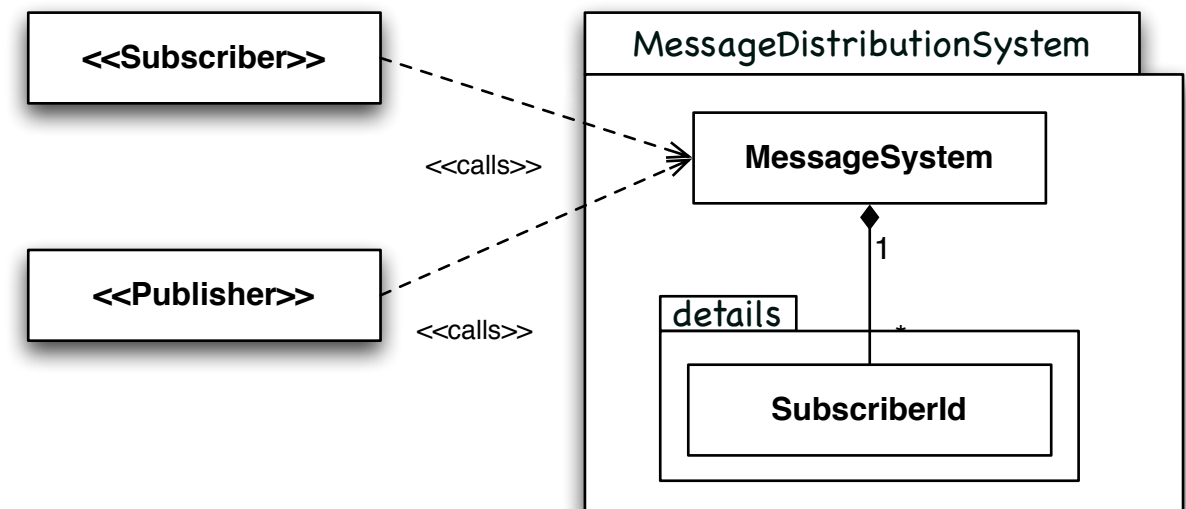 <<Subscriber>>
MessageDistributionSystem
<<calls>>
MessageSystem
1
<<Publisher>>
<<calls>>
details
*
SubscriberId